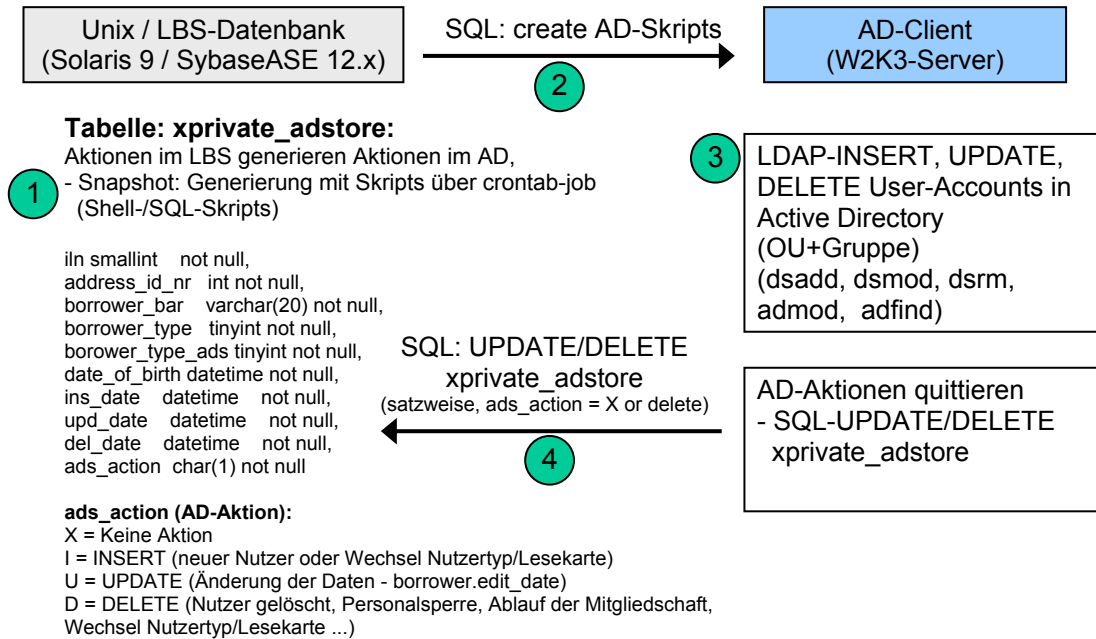 Unix / LBS-Datenbank
(Solaris 9 / SybaseASE 12.x)
SQL: create AD-Skripts
2
AD-Client
(W2K3-Server)
Tabelle: xprivate_adstore:
Aktionen im LBS generieren Aktionen im AD,
1
- Snapshot: Generierung mit Skripts über crontab-job
(Shell-/SQL-Skripts)
iln smallint not null,
address_id_nr int not null,
borrower_bar varchar(20) not null,
borrower_type tinyint not null,
borower_type_ads tinyint not null,
date_of_birth datetime not null,
ins_date datetime not null,
upd_date datetime not null,
del_date datetime not null,
ads_action char(1) not null
ads_action (AD-Aktion):
X = Keine Aktion
I = INSERT (neuer Nutzer oder Wechsel Nutzertyp/Lesekarte)
U = UPDATE (Änderung der Daten - borrower.edit_date)
D = DELETE (Nutzer gelöscht, Personalsperre, Ablauf der Mitgliedschaft,
Wechsel Nutzertyp/Lesekarte ...)
3
LDAP-INSERT, UPDATE,
DELETE User-Accounts in
Active Directory
(OU+Gruppe)
(dsadd, dsmod, dsrm,
admod, adfind)
SQL: UPDATE/DELETE
xprivate_adstore
(satzweise, ads_action = X or delete)
4
AD-Aktionen quittieren
- SQL-UPDATE/DELETE
xprivate_adstore